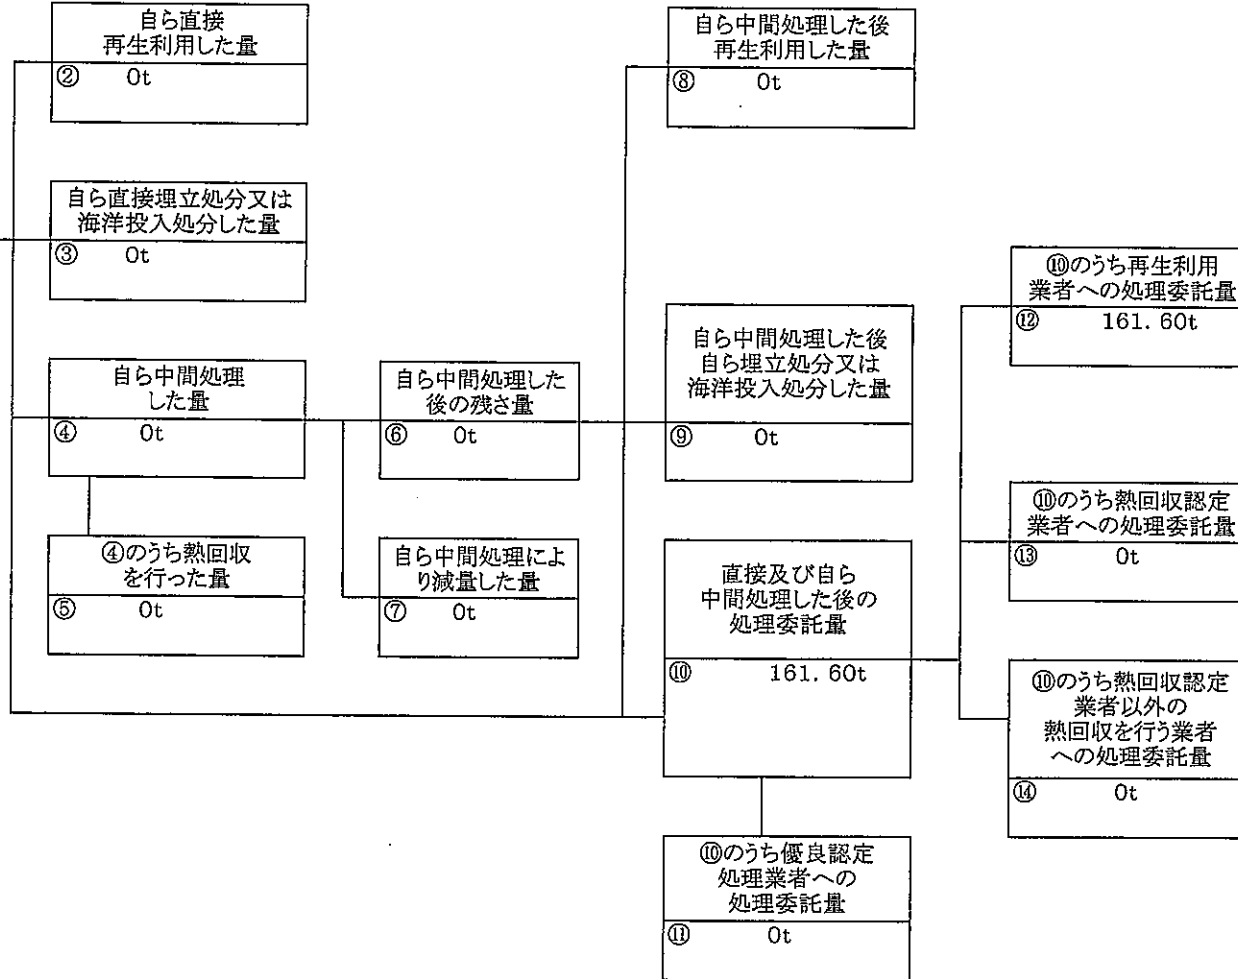 自ら直接
再生利用した量
② 0t
自ら直接埋立処分又は
海洋投入処分した量
③ 0t
自ら中間処理
した量
④ 0t
④のうち熱回収
を行った量
⑤ 0t
自ら中間処理した
後の残さ量
⑥ 0t
自ら中間処理によ
り減量した量
⑦ 0t
自ら中間処理した後
再生利用した量
⑧ 0t
自ら中間処理した後
自ら埋立処分又は
海洋投入処分した量
⑨ 0t
直接及び自ら
中間処理した後の
処理委託量
⑩ 161.60t
⑩のうち優良認定
処理業者への
処理委託量
⑪ 0t
⑩のうち再生利用
業者への処理委託量
⑫ 161.60t
⑩のうち熱回収認定
業者への処理委託量
⑬ 0t
⑩のうち熱回収認定
業者以外の
熱回収を行う業者
への処理委託量
⑭ 0t